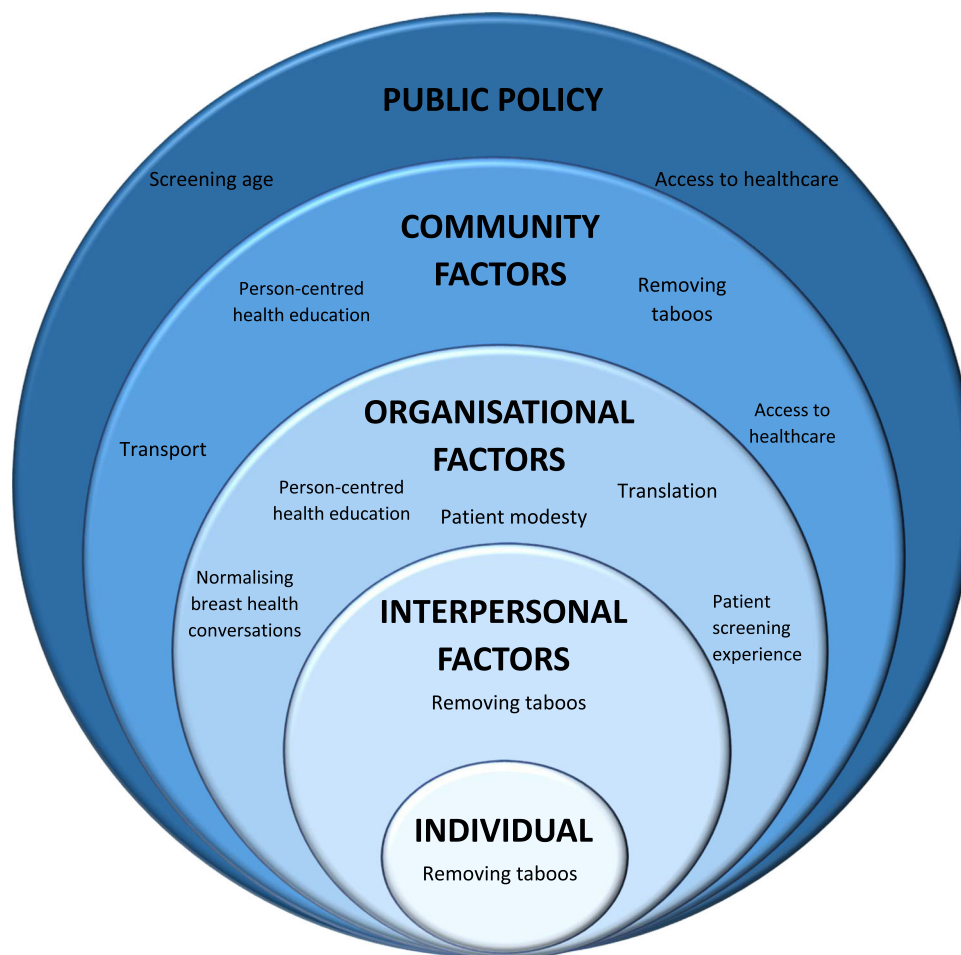 PUBLIC POLICY
Screening age
Access to healthcare
COMMUNITY
FACTORS
Person-centred
health education
Removing
taboos
Transport
Access to
healthcare
ORGANISATIONAL
FACTORS
Person-centred
health education
Patient modesty
Translation
Normalising
breast health
conversations
Patient
screening
experience
INTERPERSONAL
FACTORS
Removing taboos
INDIVIDUAL
Removing taboos